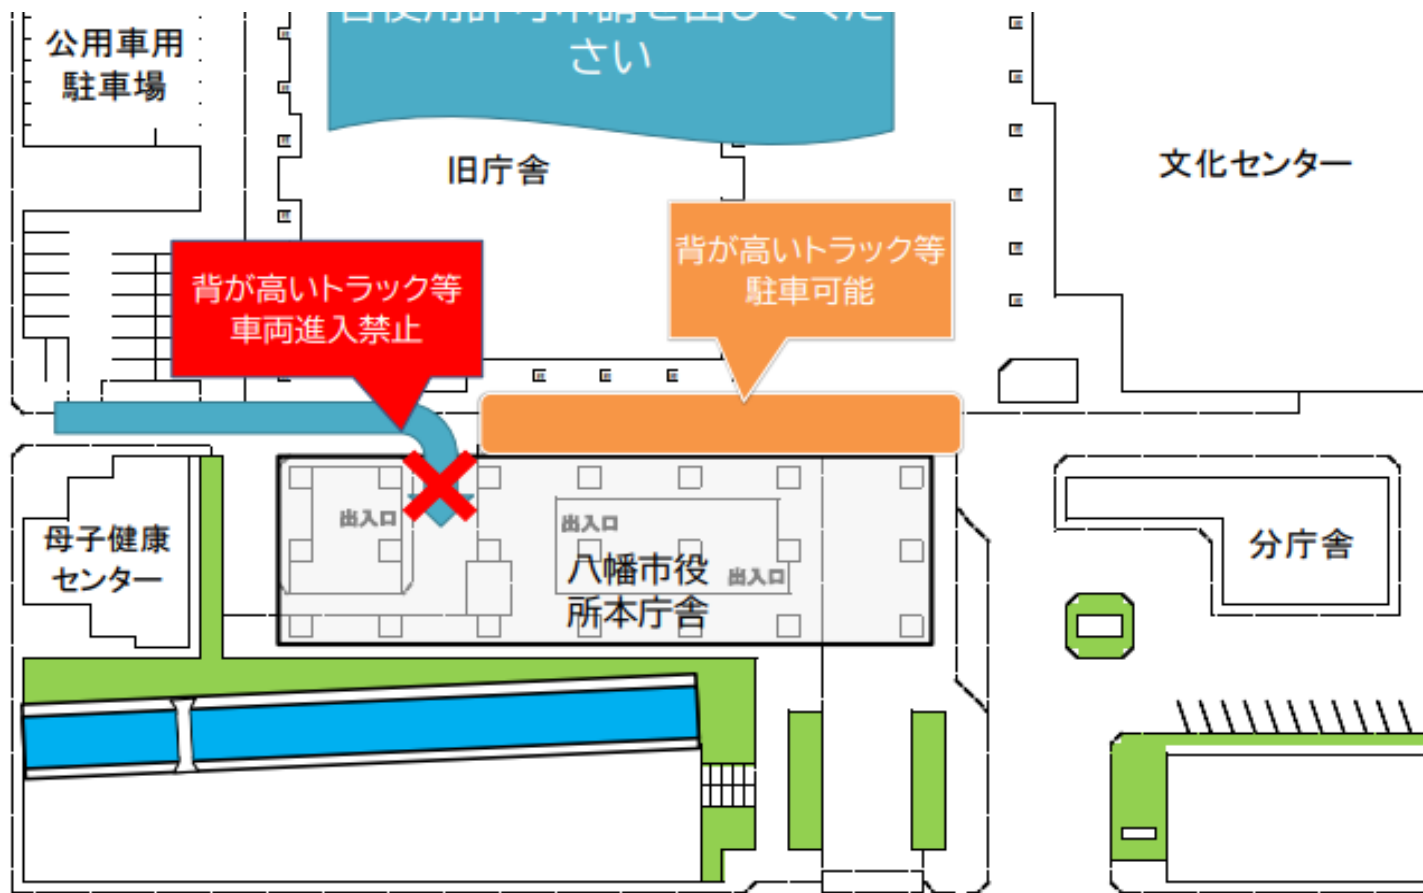 さい
公用車用
駐車場
旧庁舎
文化センター
背が高いトラック等
車両進入禁止
背が高いトラック等
駐車可能
出入口
出入口
出入口
八幡市役
所本庁舎
母子健康
センター
分庁舎